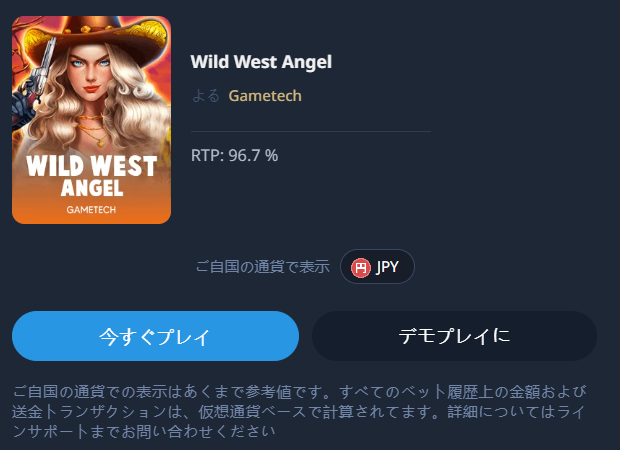 WILD WEST
ANGEL
GAMETECH
Wild West Angel
よる Gametech
RTP: 96.7 %
ご自国の通貨で表示
円 JPY
今すぐプレイ
デモプレイに
ご自国の通貨での表示はあくまで参考値です。すべてのベット履歴上の金額および
送金トランザクションは、仮想通貨ベースで計算されてます。詳細についてはライ
ンサポートまでお問い合わせください